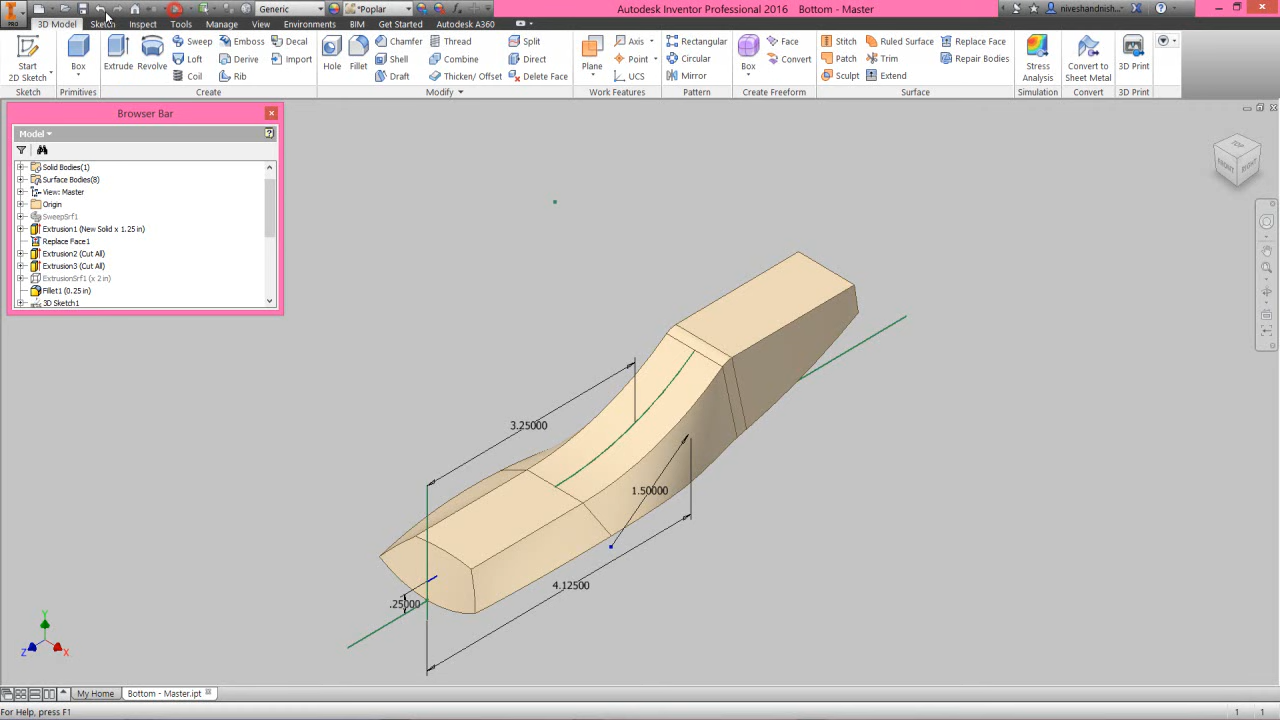 Generic *Poplar Autodesk Inventor Professional 2016 Bottom - Master niveshandnish...
PRO 3D Model Sketch Inspect Tools Manage View Environments BIM Get Started Autodesk A360
Start 2D Sketch
Sketch
Box
Primitives
Extrude Revolve
Sweep Emboss Decal
Loft Derive Import
Coil Rib
Create
Hole Fillet
Chamfer Thread Split
Shell Combine Direct
Draft Thicken/ Offset Delete Face
Modify
Plane
Axis
Point
UCS
Work Features
Rectangular
Circular
Mirror
Pattern
Box
Face
Convert
Create Freeform
Stitch Ruled Surface Replace Face
Patch Trim Repair Bodies
Sculpt Extend
Surface
Stress Analysis
Simulation
Convert to Sheet Metal
Convert
3D Print
3D Print
Browser Bar
Model
Solid Bodies(1)
Surface Bodies(8)
View: Master
Origin
SweepSrf1
Extrusion1 (New Solid x 1.25 in)
Replace Face1
Extrusion2 (Cut All)
Extrusion3 (Cut All)
ExtrusionSrf1 (x 2 in)
Fillet1 (0.25 in)
3D Sketch1
TOP
FRONT RIGHT
3.25000
1.50000
4.12500
.25000
Y
Z X
My Home Bottom - Master.ipt
For Help, press F1 1 1